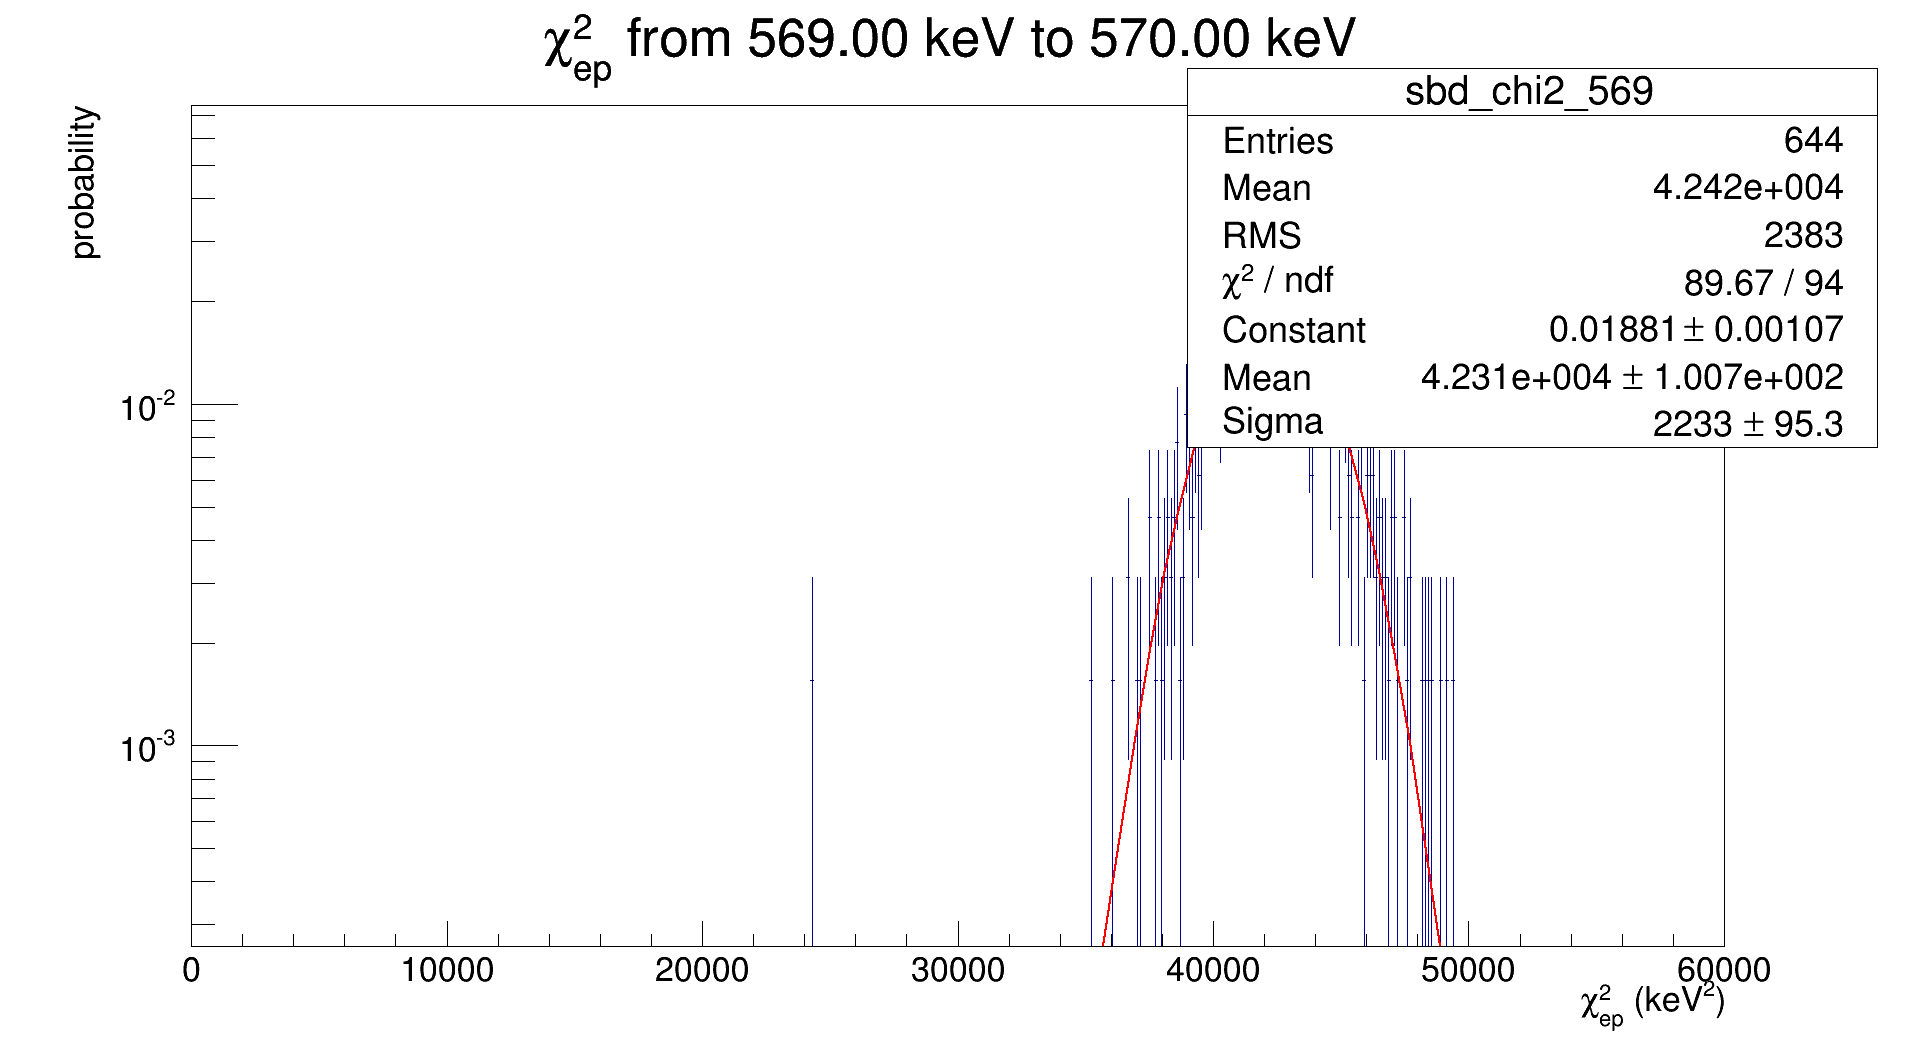 χ²ep from 569.00 keV to 570.00 keV
sbd_chi2_569
Entries 644
Mean 4.242e+004
RMS 2383
χ² / ndf 89.67 / 94
Constant 0.01881 ± 0.00107
Mean 4.231e+004 ± 1.007e+002
Sigma 2233 ± 95.3
probability
10⁻²
10⁻³
0 10000 20000 30000 40000 50000 60000
χ²ep (keV²)